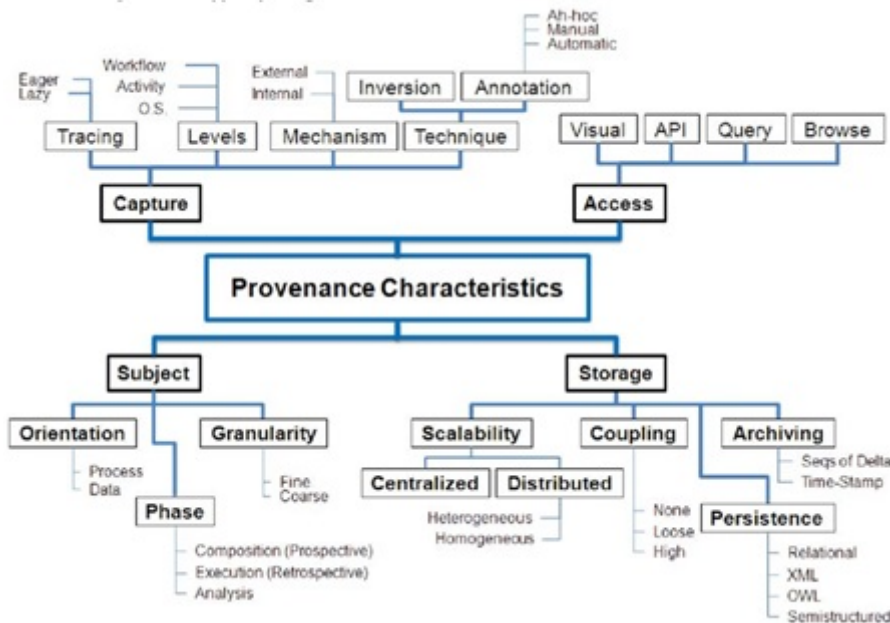 Ah-hoc
Manual
Automatic
Workflow
Activity
O.S.
External
Internal
Eager
Lazy
Inversion
Annotation
Tracing
Levels
Mechanism
Technique
Visual
API
Query
Browse
Capture
Access
Provenance Characteristics
Subject
Storage
Orientation
Granularity
Scalability
Coupling
Archiving
Process
Data
Fine
Coarse
Centralized
Distributed
Seqs of Delta
Time-Stamp
Phase
Heterogeneous
Homogeneous
None
Loose
High
Persistence
Composition (Prospective)
Execution (Retrospective)
Analysis
Relational
XML
OWL
Semistructured